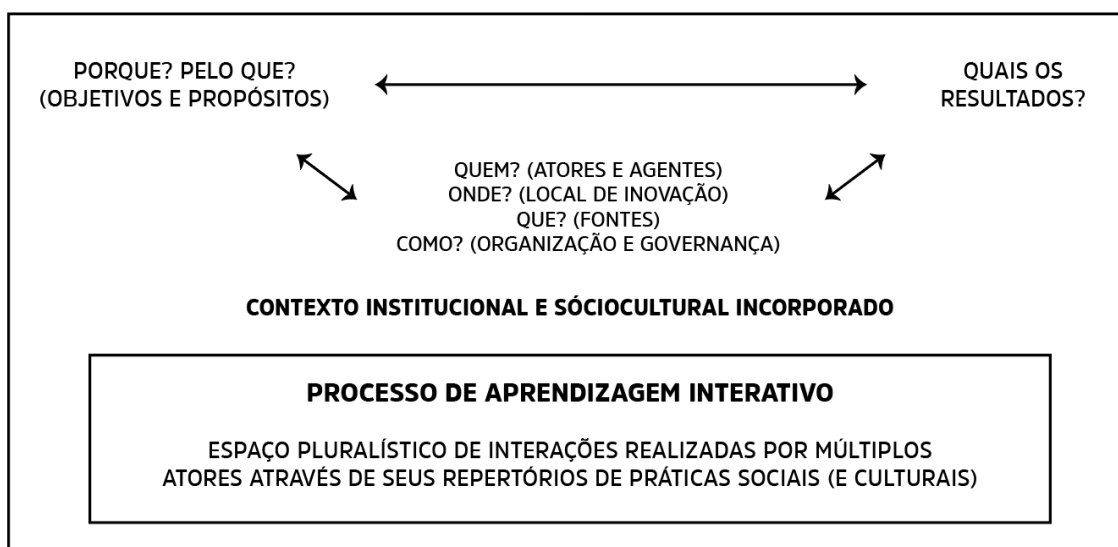 PORQUE? PELO QUE?
(OBJETIVOS E PROPÓSITOS)
QUAIS OS
RESULTADOS?
QUEM? (ATORES E AGENTES)
ONDE? (LOCAL DE INOVAÇÃO)
QUE? (FONTES)
COMO? (ORGANIZAÇÃO E GOVERNANÇA)
CONTEXTO INSTITUCIONAL E SÓCIOCULTURAL INCORPORADO
PROCESSO DE APRENDIZAGEM INTERATIVO
ESPAÇO PLURALÍSTICO DE INTERAÇÕES REALIZADAS POR MÚLTIPLOS
ATORES ATRAVÉS DE SEUS REPERTÓRIOS DE PRÁTICAS SOCIAIS (E CULTURAIS)